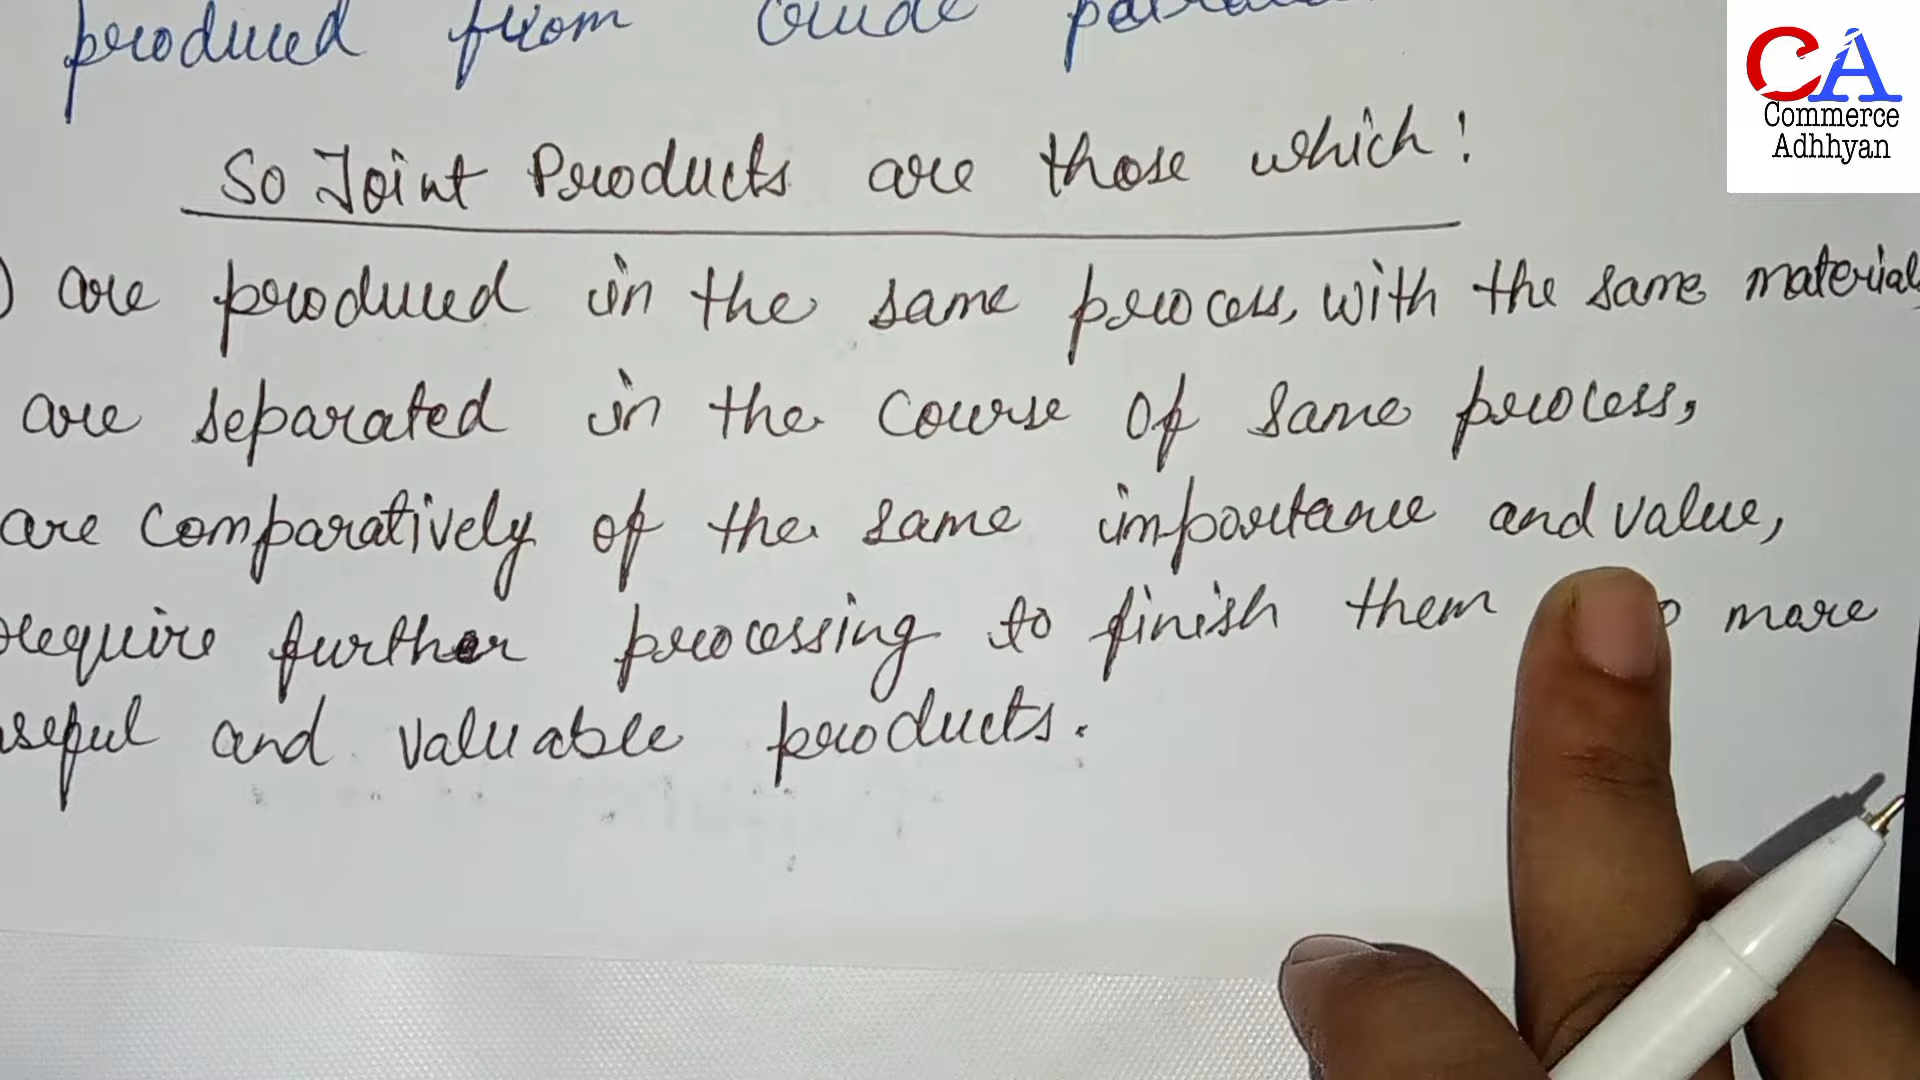 produced from Crude
So Joint Products are those which:
) are produced in the same process, with the same material,
are separated in the course of same process,
are comparatively of the same importance and value,
require further processing to finish them more
useful and valuable products.
CA
Commerce
Adhhyan